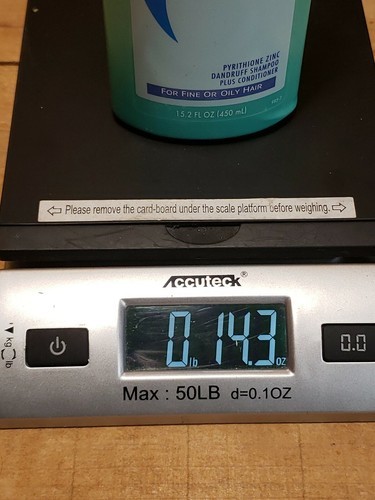 PYRITHIONE ZINC
DANDRUFF SHAMPOO
PLUS CONDITIONER
FOR FINE OR OILY HAIR
15.2 FL OZ (450 mL)
⇦ Please remove the card-board under the scale platform before weighing. ⇨
ACCUTECK®
0 lb 14.3 oz
▼ kg lb
0.0
Max : 50LB d=0.1OZ